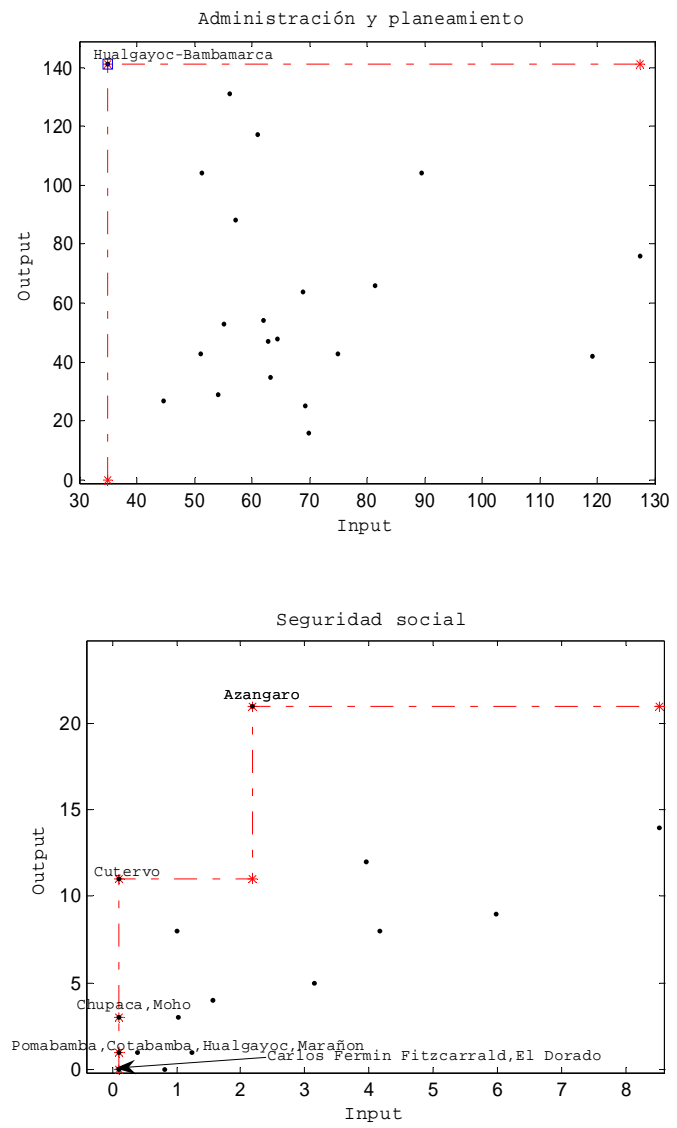 Administración y planeamiento
Hualgayoc-Bambamarca
140
120
100
80
60
40
20
0
Output
30 40 50 60 70 80 90 100 110 120 130
Input
Seguridad social
Azangaro
20
15
Cutervo
10
Output
5
Chupaca,Moho
Pomabamba,Cotabamba,Hualgayoc,Marañon
Carlos Fermin Fitzcarrald,El Dorado
0
0 1 2 3 4 5 6 7 8
Input